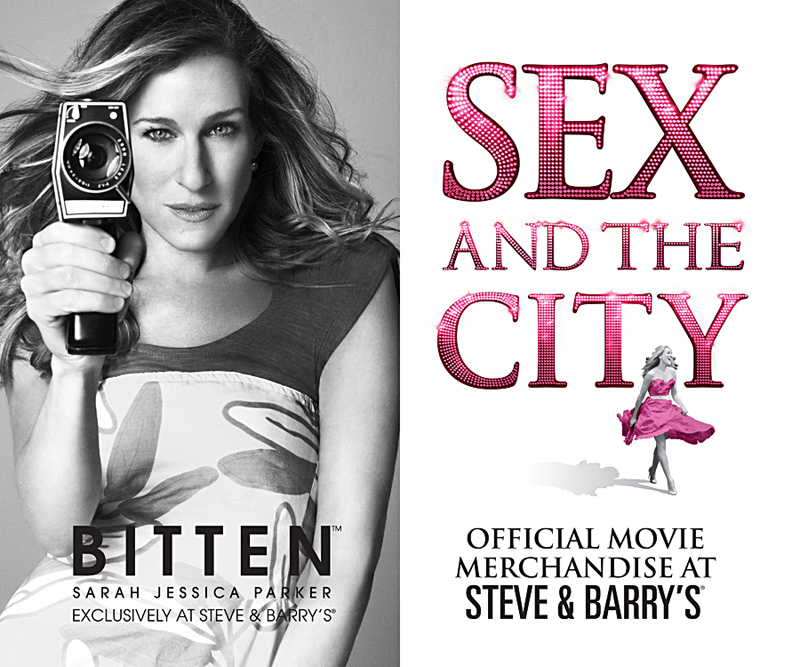 BITTEN™
SARAH JESSICA PARKER
EXCLUSIVELY AT STEVE & BARRY'S®
SEX
AND THE
CITY
OFFICIAL MOVIE
MERCHANDISE AT
STEVE & BARRY'S®